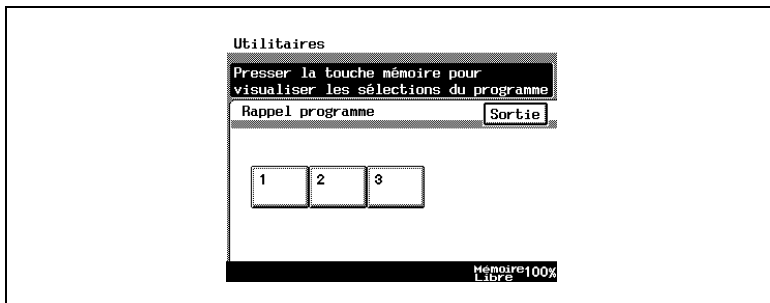 Utilitaires
Presser la touche mémoire pour
visualiser les sélections du programme
Rappel programme
Sortie
1 2 3
Mémoire
Libre 100%